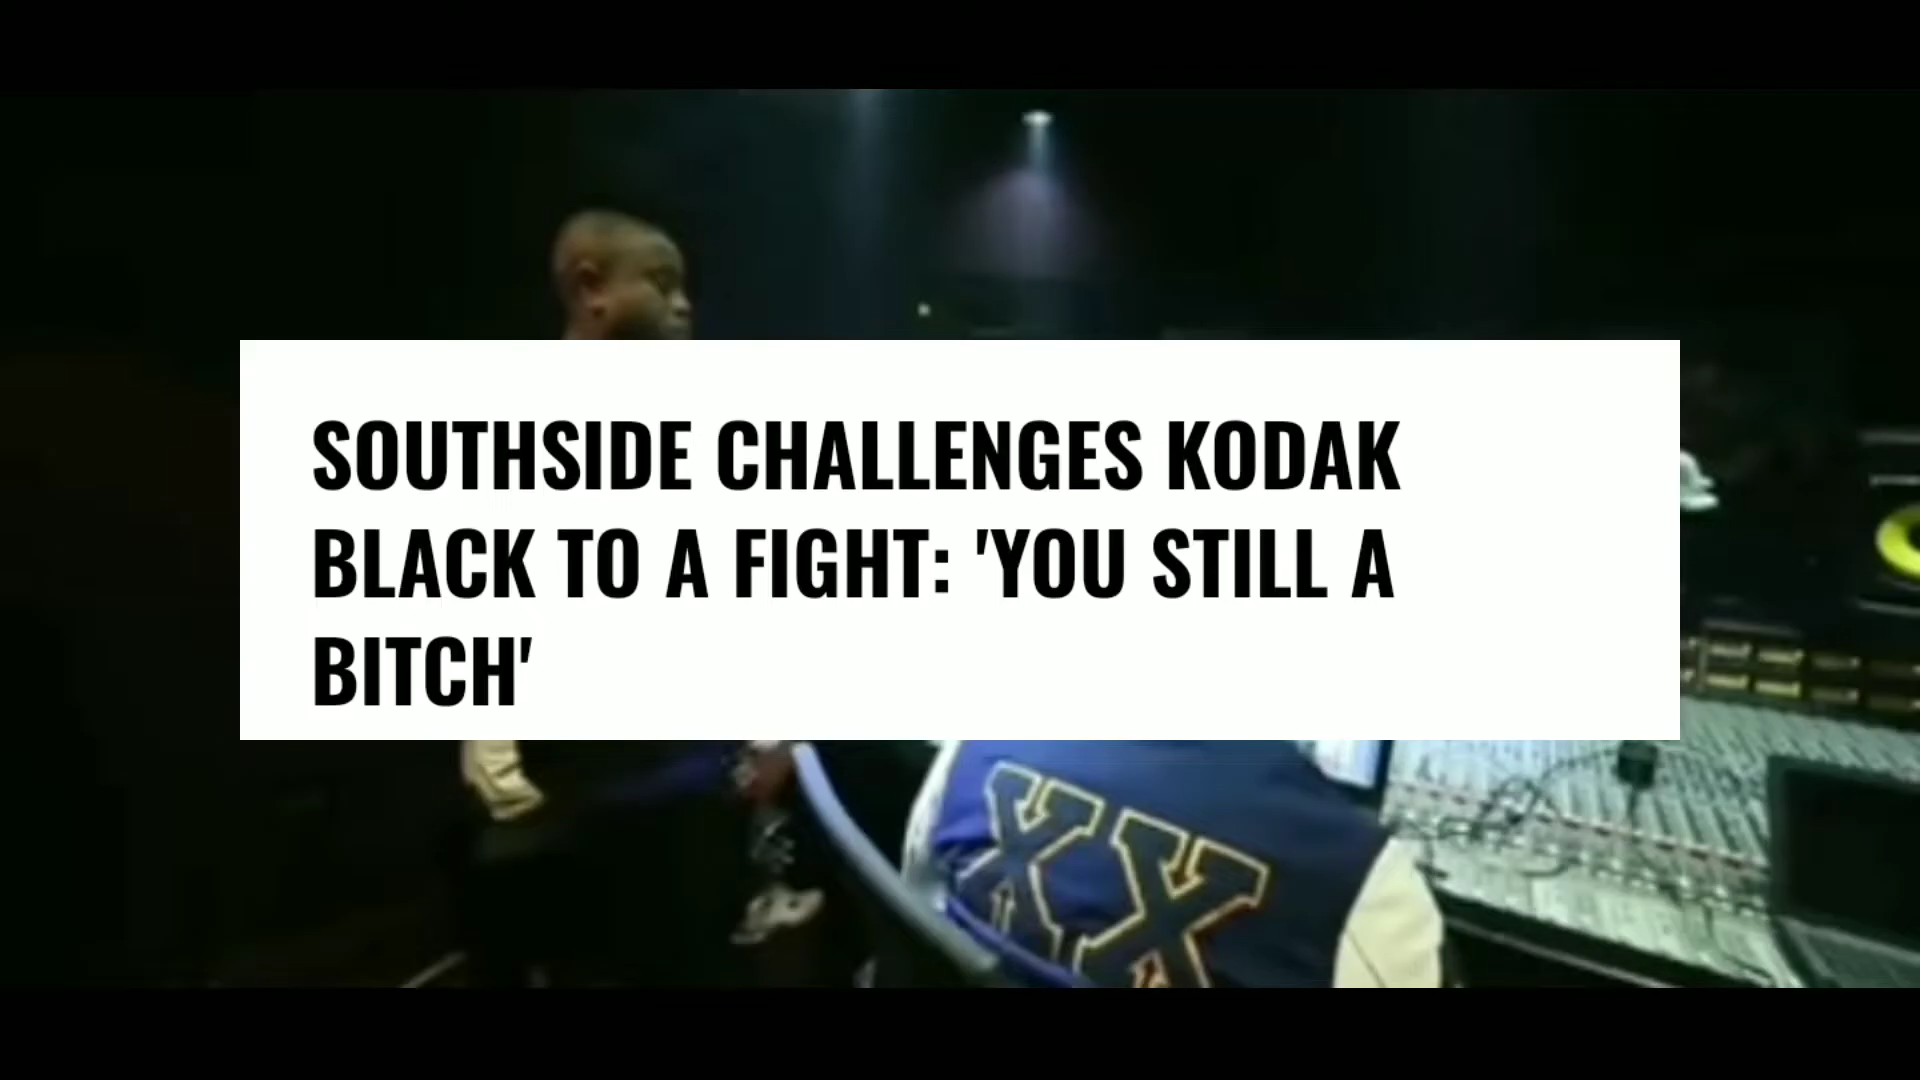 SOUTHSIDE CHALLENGES KODAK
BLACK TO A FIGHT: 'YOU STILL A
BITCH'
XX